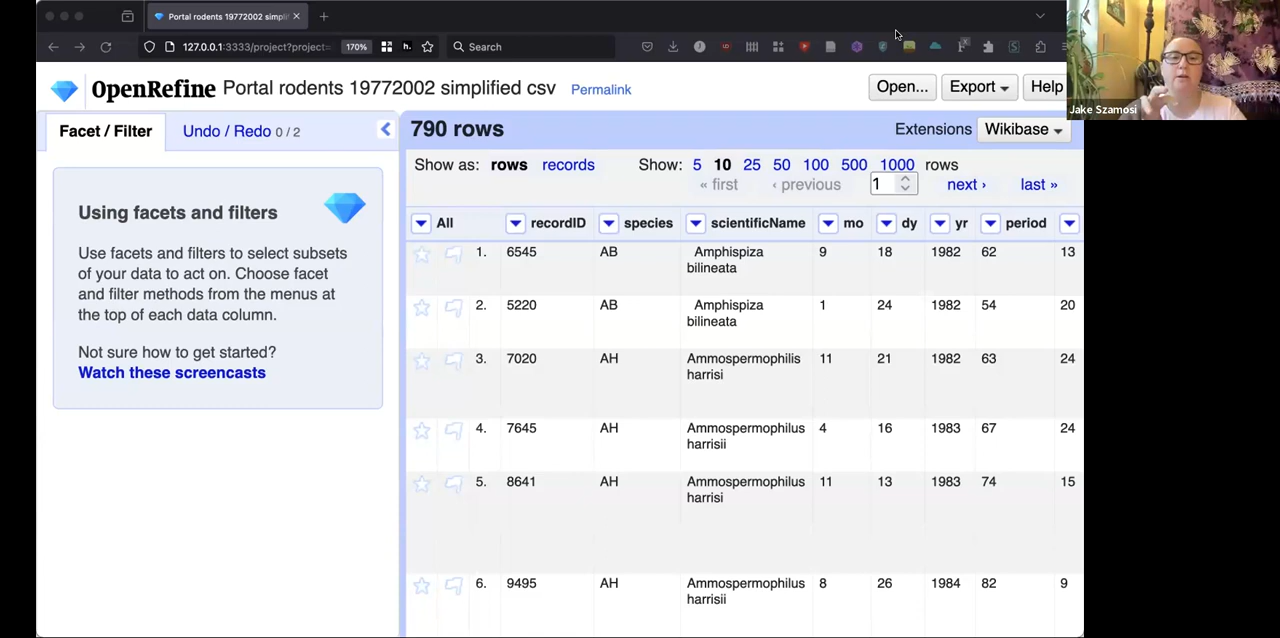 Portal rodents 19772002 simplifi
127.0.0.1:3333/project?project=
170%
h.
Search
Jake Szamosi
OpenRefine Portal rodents 19772002 simplified csv Permalink
Open... Export Help
Facet / Filter Undo / Redo 0 / 2
790 rows
Extensions Wikibase
Show as: rows records Show: 5 10 25 50 100 500 1000 rows
« first ‹ previous 1 next › last »
Using facets and filters
Use facets and filters to select subsets
of your data to act on. Choose facet
and filter methods from the menus at
the top of each data column.
Not sure how to get started?
Watch these screencasts
All recordID species scientificName mo dy yr period
1. 6545 AB Amphispiza 9 18 1982 62 13
bilineata
2. 5220 AB Amphispiza 1 24 1982 54 20
bilineata
3. 7020 AH Ammospermophilis 11 21 1982 63 24
harrisi
4. 7645 AH Ammospermophilus 4 16 1983 67 24
harrisii
5. 8641 AH Ammospermophilus 11 13 1983 74 15
harrisi
6. 9495 AH Ammospermophilus 8 26 1984 82 9
harrisii